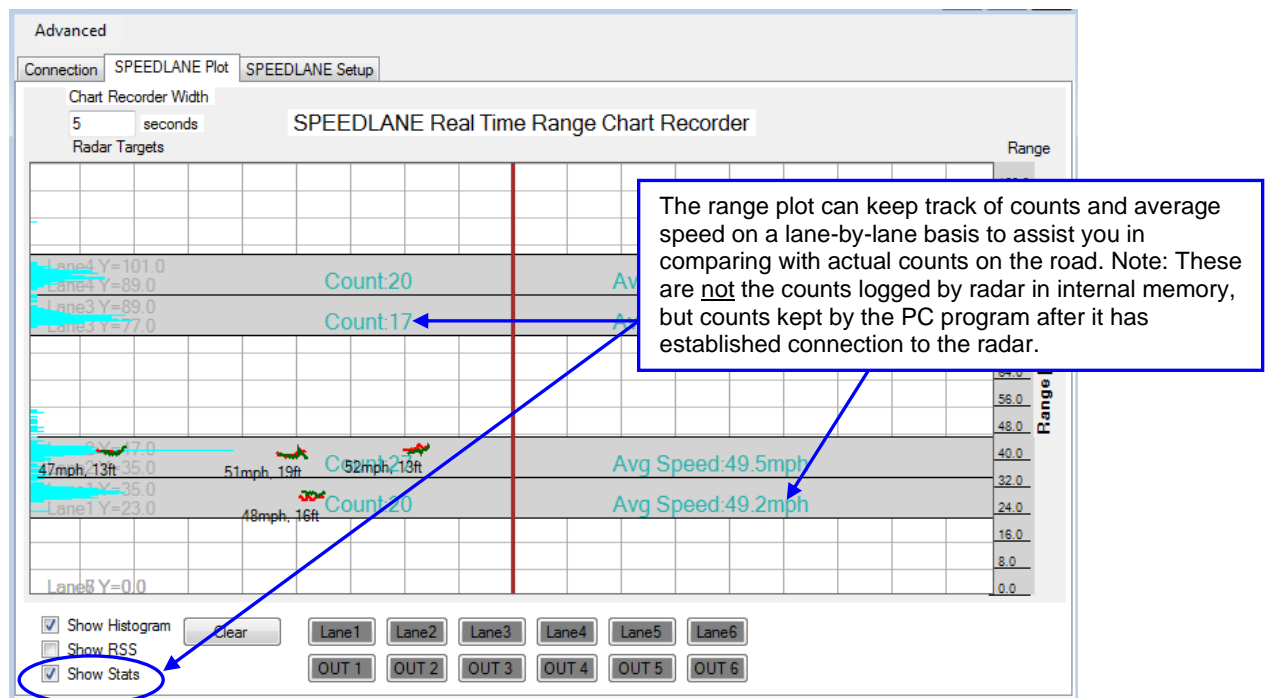 Advanced
Connection SPEEDLANE Plot SPEEDLANE Setup
Chart Recorder Width
5 seconds
SPEEDLANE Real Time Range Chart Recorder
Radar Targets
Range
The range plot can keep track of counts and average
speed on a lane-by-lane basis to assist you in
comparing with actual counts on the road. Note: These
are not the counts logged by radar in internal memory,
but counts kept by the PC program after it has
established connection to the radar.
Lane4 Y=101.0
Lane4 Y=89.0
Count:20
Lane3 Y=89.0
Lane3 Y=77.0
Count:17
56.0
Range
48.0
40.0
47mph, 13ft
51mph, 19ft
52mph, 13ft
Avg Speed:49.5mph
32.0
Lane1 Y=23.0
48mph, 16ft
Count:20
Avg Speed:49.2mph
24.0
16.0
8.0
Y=0.0
0.0
Show Histogram
Clear
Lane1 Lane2 Lane3 Lane4 Lane5 Lane6
Show RSS
Show Stats
OUT 1 OUT 2 OUT 3 OUT 4 OUT 5 OUT 6